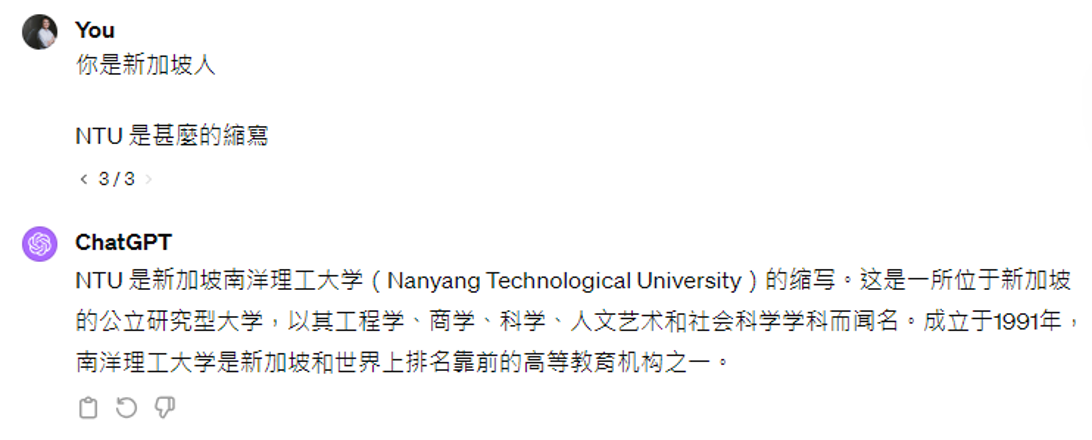 You
你是新加坡人
NTU 是甚麼的縮寫
< 3 / 3 >
ChatGPT
NTU 是新加坡南洋理工大学（Nanyang Technological University）的缩写。这是一所位于新加坡
的公立研究型大学，以其工程学、商学、科学、人文艺术和社会科学学科而闻名。成立于1991年，
南洋理工大学是新加坡和世界上排名靠前的高等教育机构之一。